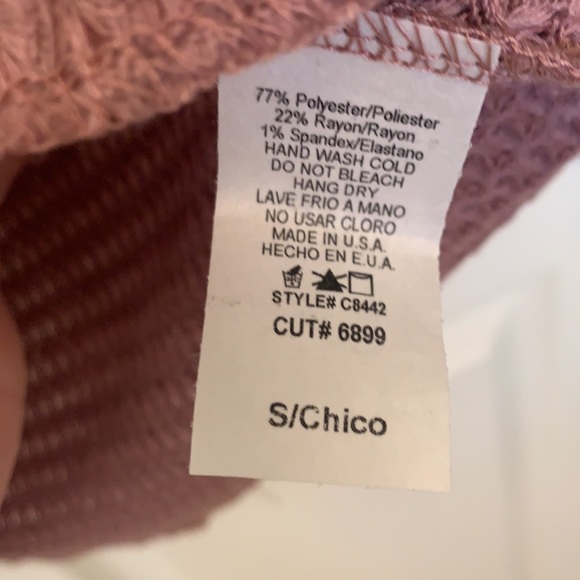 77% Polyester/Poliester
22% Rayon/Rayon
1% Spandex/Elastano
HAND WASH COLD
DO NOT BLEACH
HANG DRY
LAVE FRIO A MANO
NO USAR CLORO
MADE IN U.S.A.
HECHO EN E.U.A.
STYLE# C8442
CUT# 6899
S/Chico